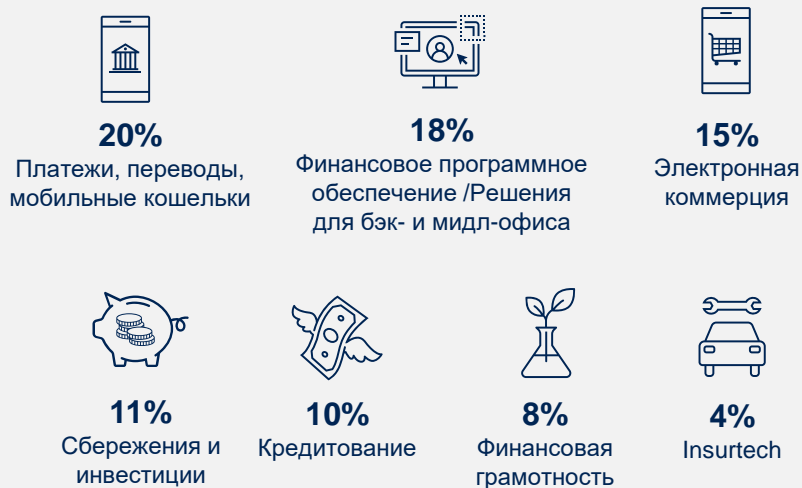 20%
Платежи, переводы,
мобильные кошельки
18%
Финансовое программное
обеспечение /Решения
для бэк- и мидл-офиса
15%
Электронная
коммерция
11%
Сбережения и
инвестиции
10%
Кредитование
8%
Финансовая
грамотность
4%
Insurtech